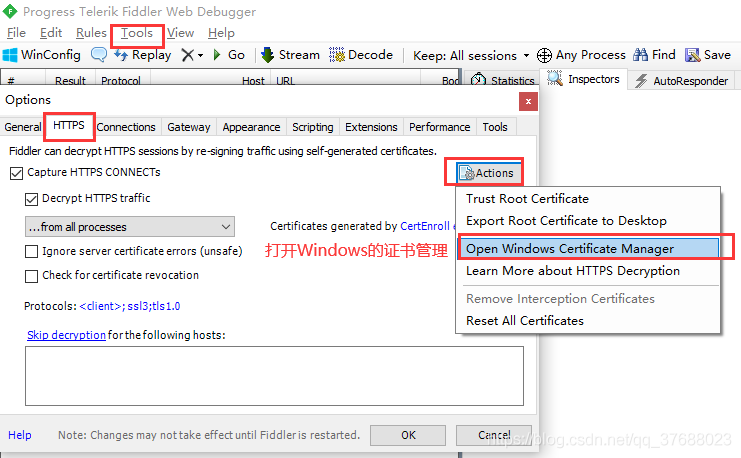 Progress Telerik Fiddler Web Debugger
File Edit Rules Tools View Help
WinConfig Replay Go Stream Decode Keep: All sessions Any Process Find Save
# Result Protocol Host URL Bo Statistics Inspectors AutoResponder
Options x
General HTTPS Connections Gateway Appearance Scripting Extensions Performance Tools
Fiddler can decrypt HTTPS sessions by re-signing traffic using self-generated certificates.
Capture HTTPS CONNECTs
Actions
Decrypt HTTPS traffic
Trust Root Certificate
Export Root Certificate to Desktop
...from all processes
Certificates generated by CertEnroll e
Ignore server certificate errors (unsafe)
打开Windows的证书管理
Open Windows Certificate Manager
Check for certificate revocation
Learn More about HTTPS Decryption
Remove Interception Certificates
Protocols: <client>;ssl3;tls1.0
Reset All Certificates
Skip decryption for the following hosts:
Help Note: Changes may not take effect until Fiddler is restarted. OK Cancel
https://blog.csdn.net/qq_37688023